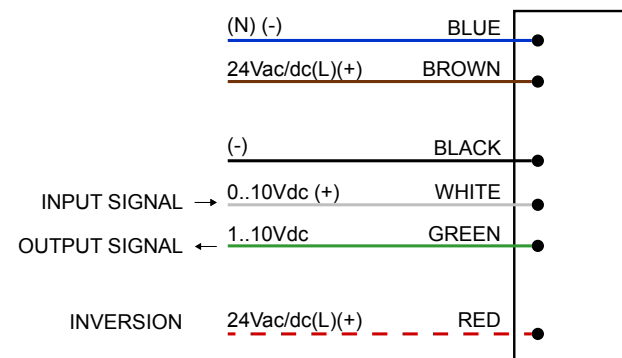 (N) (-) BLUE
24Vac/dc(L)(+) BROWN
(-) BLACK
INPUT SIGNAL → 0..10Vdc (+) WHITE
OUTPUT SIGNAL ← 1..10Vdc GREEN
INVERSION 24Vac/dc(L)(+) RED